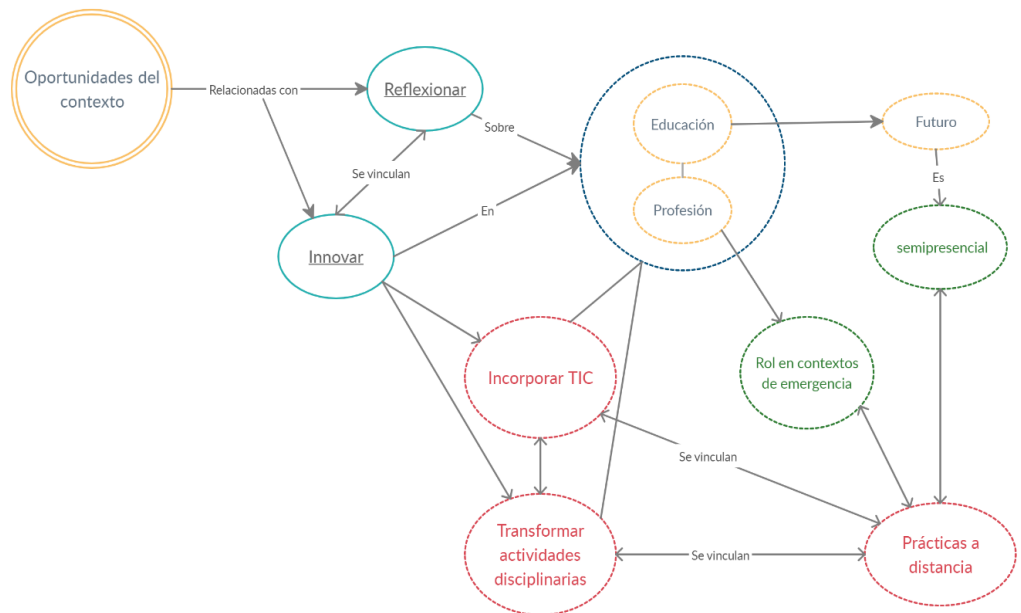 Oportunidades del
contexto
Relacionadas con
Reflexionar
Sobre
Se vinculan
Innovar
En
Educación
Profesión
Futuro
Es
semipresencial
Incorporar TIC
Rol en contextos
de emergencia
Se vinculan
Transformar
actividades
disciplinarias
Se vinculan
Prácticas a
distancia